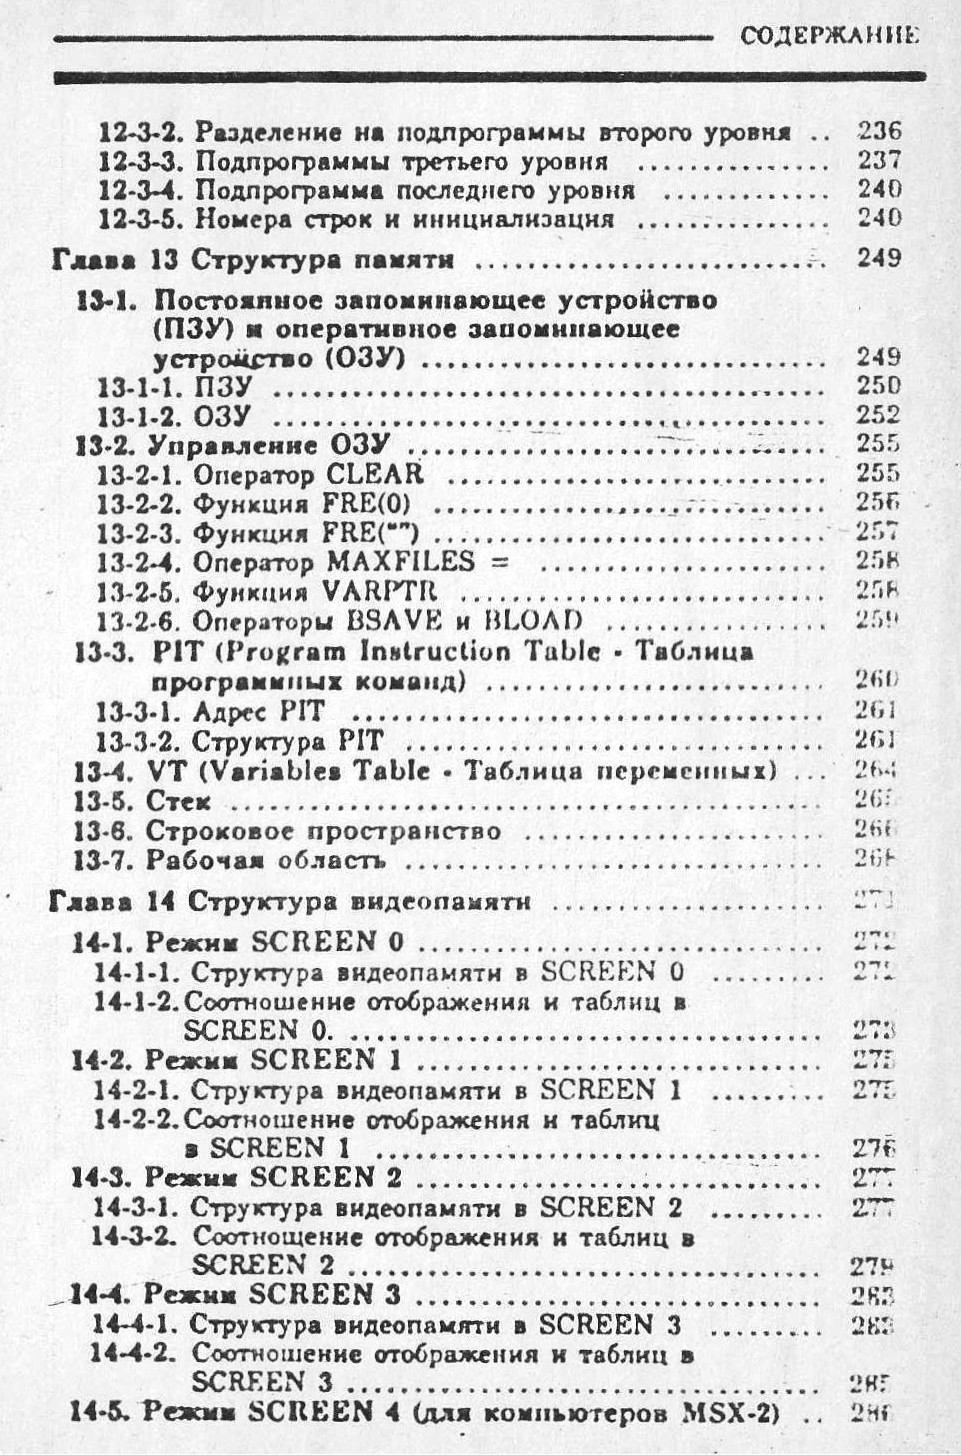 СОДЕРЖАНИЕ
12-3-2. Разделение на подпрограммы второго уровня .. 236
12-3-3. Подпрограммы третьего уровня ............. 237
12-3-4. Подпрограмма последнего уровня ............ 240
12-3-5. Номера строк и инициализация ............. 240
Глава 13 Структура памяти ........................ 249
13-1. Постоянное запоминающее устройство
(ПЗУ) и оперативное запоминающее
устройство (ОЗУ) ............................ 249
13-1-1. ПЗУ ..................................... 250
13-1-2. ОЗУ ..................................... 252
13-2. Управление ОЗУ ............................ 255
13-2-1. Оператор CLEAR .......................... 255
13-2-2. Функция FRE(0) .......................... 256
13-2-3. Функция FRE("") .......................... 257
13-2-4. Оператор MAXFILES = .................... 258
13-2-5. Функция VARPTR ......................... 258
13-2-6. Операторы BSAVE и BLOAD ............... 259
13-3. PIT (Program Instruction Table - Таблица
программных команд) ....................... 260
13-3-1. Адрес PIT ................................ 261
13-3-2. Структура PIT ............................ 261
13-4. VT (Variables Table - Таблица переменных) ... 264
13-5. Стек ........................................ 265
13-6. Строковое пространство ..................... 266
13-7. Рабочая область ............................. 268
Глава 14 Структура видеопамяти ...................
14-1. Режим SCREEN 0 ............................ 272
14-1-1. Структура видеопамяти в SCREEN 0 ......... 272
14-1-2. Соотношение отображения и таблиц в
SCREEN 0. ................................. 273
14-2. Режим SCREEN 1 ............................ 275
14-2-1. Структура видеопамяти в SCREEN 1 ......... 275
14-2-2. Соотношение отображения и таблиц
в SCREEN 1 ............................... 276
14-3. Режим SCREEN 2 ............................ 277
14-3-1. Структура видеопамяти в SCREEN 2 ......... 277
14-3-2. Соотнощение отображения и таблиц в
SCREEN 2 ................................. 279
14-4. Режим SCREEN 3 ............................ 283
14-4-1. Структура видеопамяти в SCREEN 3 ......... 283
14-4-2. Соотношение отображения и таблиц в
SCREEN 3 ................................. 285
14-5. Режим SCREEN 4 (для компьютеров MSX-2) .. 286